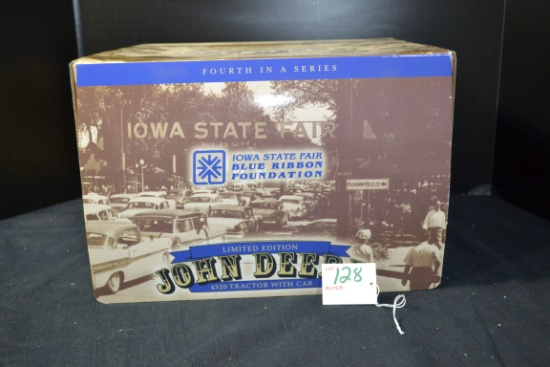 FOURTH IN A SERIES
IOWA STATE FAIR
IOWA STATE FAIR
BLUE RIBBON
FOUNDATION
LIMITED EDITION
JOHN DEERE
4320 TRACTOR WITH CAB
LOT 128